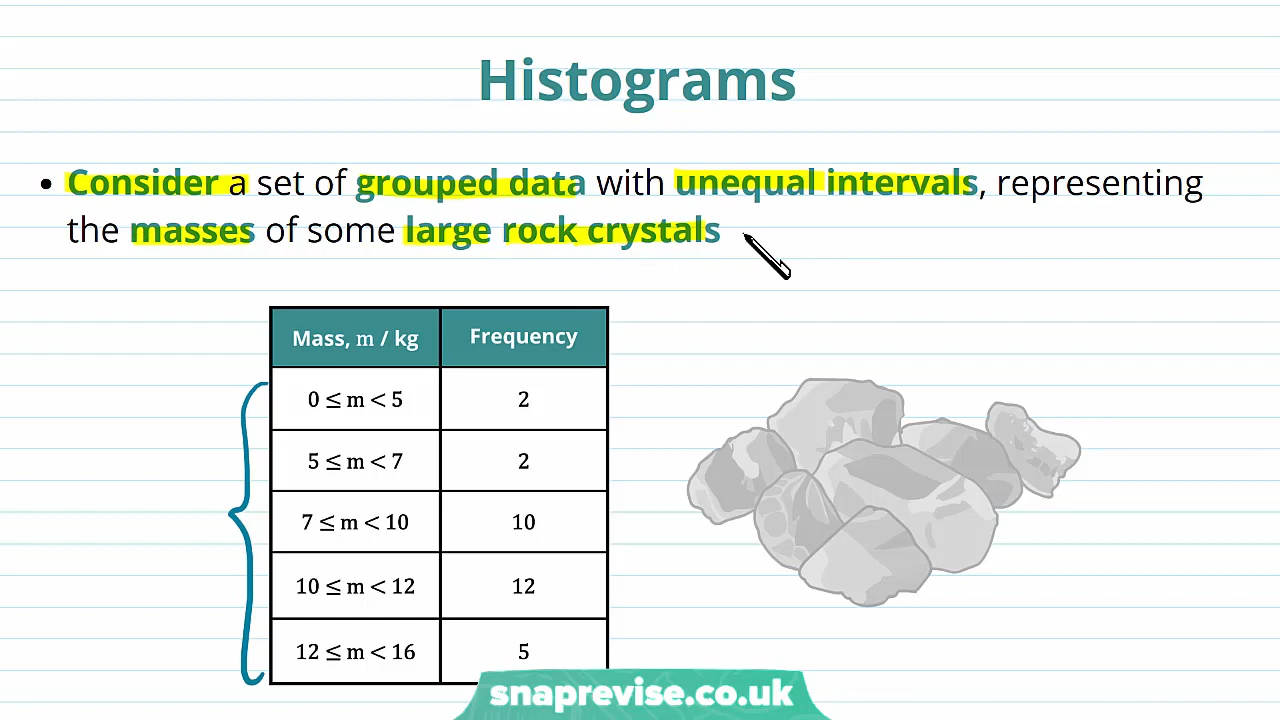 Histograms
• Consider a set of grouped data with unequal intervals, representing
the masses of some large rock crystals
Mass, m / kg Frequency
0 ≤ m < 5 2
5 ≤ m < 7 2
7 ≤ m < 10 10
10 ≤ m < 12 12
12 ≤ m < 16 5
snaprevise.co.uk